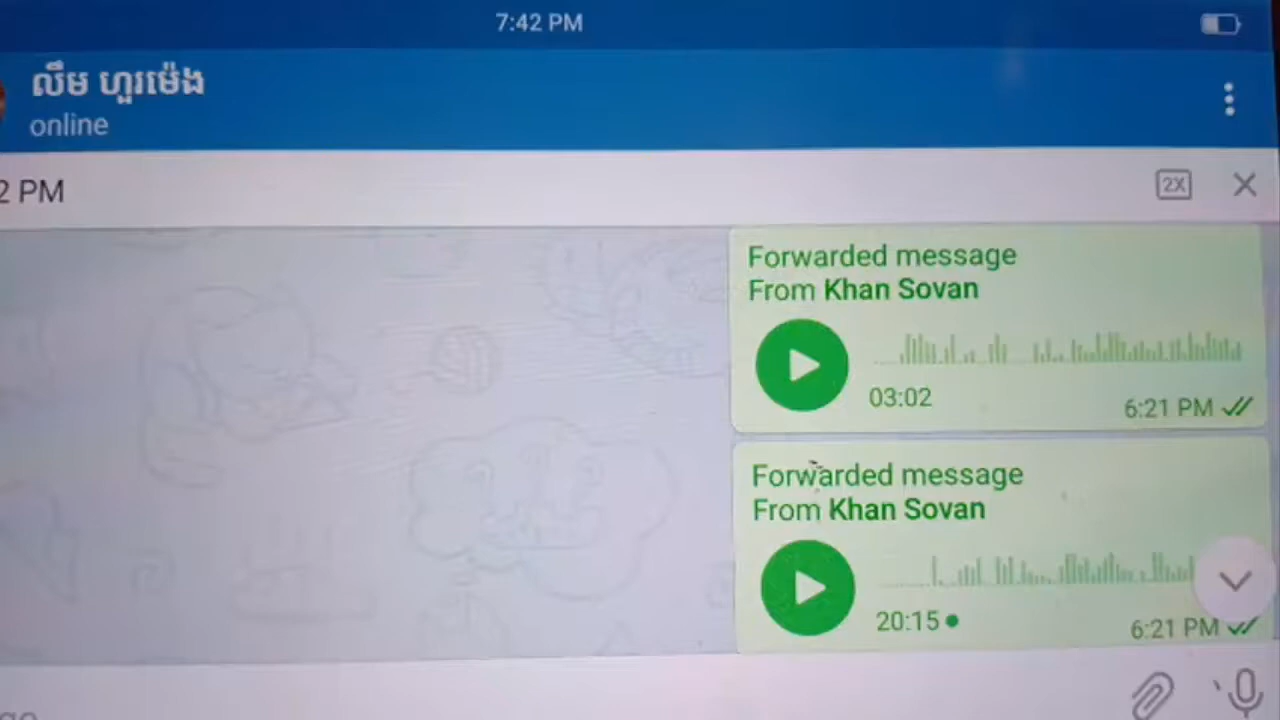 7:42 PM
លឹម ហួរម៉េង
online
2 PM
2X
Forwarded message
From Khan Sovan
03:02
6:21 PM
Forwarded message
From Khan Sovan
20:15
6:21 PM